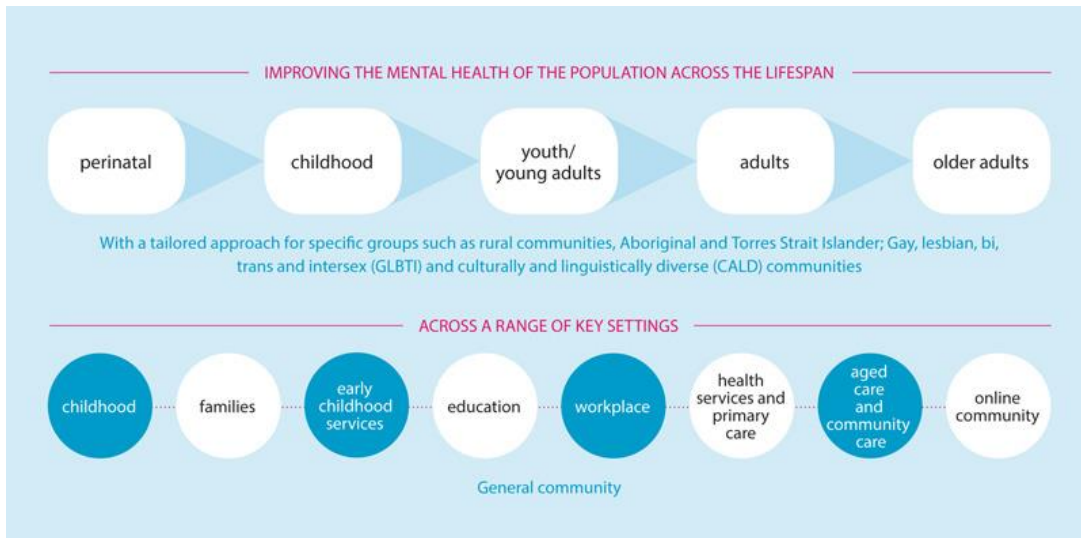 IMPROVING THE MENTAL HEALTH OF THE POPULATION ACROSS THE LIFESPAN
perinatal
childhood
youth/
young adults
adults
older adults
With a tailored approach for specific groups such as rural communities, Aboriginal and Torres Strait Islander; Gay, lesbian, bi,
trans and intersex (GLBTI) and culturally and linguistically diverse (CALD) communities
ACROSS A RANGE OF KEY SETTINGS
childhood
families
early
childhood
services
education
workplace
health
services and
primary
care
aged
care
and
community
care
online
community
General community